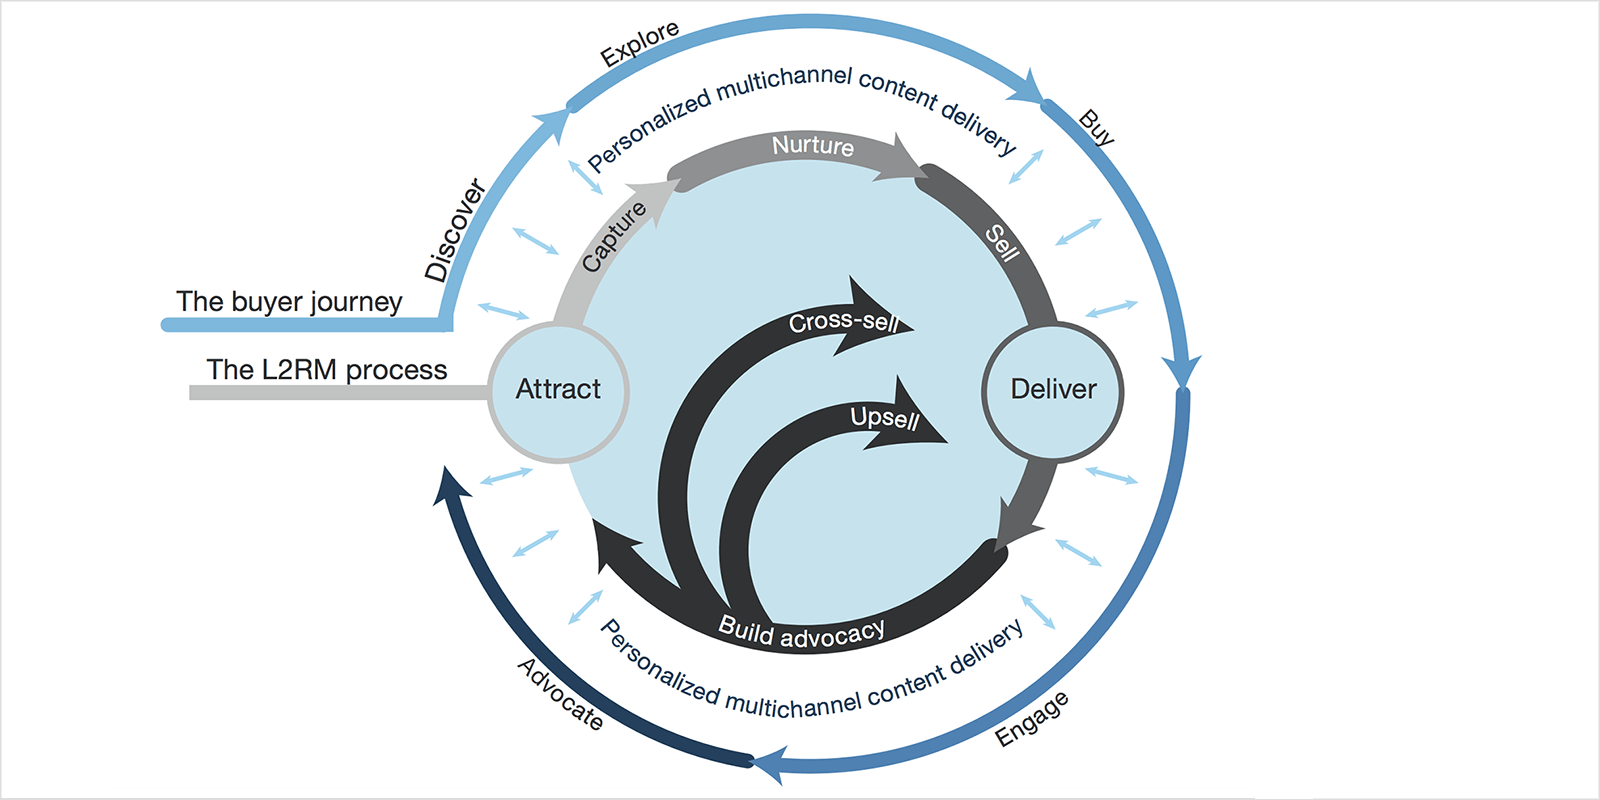 Explore
Personalized multichannel content delivery
Buy
Nurture
Discover
Capture
Sell
The buyer journey
Cross-sell
The L2RM process
Attract
Deliver
Upsell
Build advocacy
Personalized multichannel content delivery
Advocate
Engage